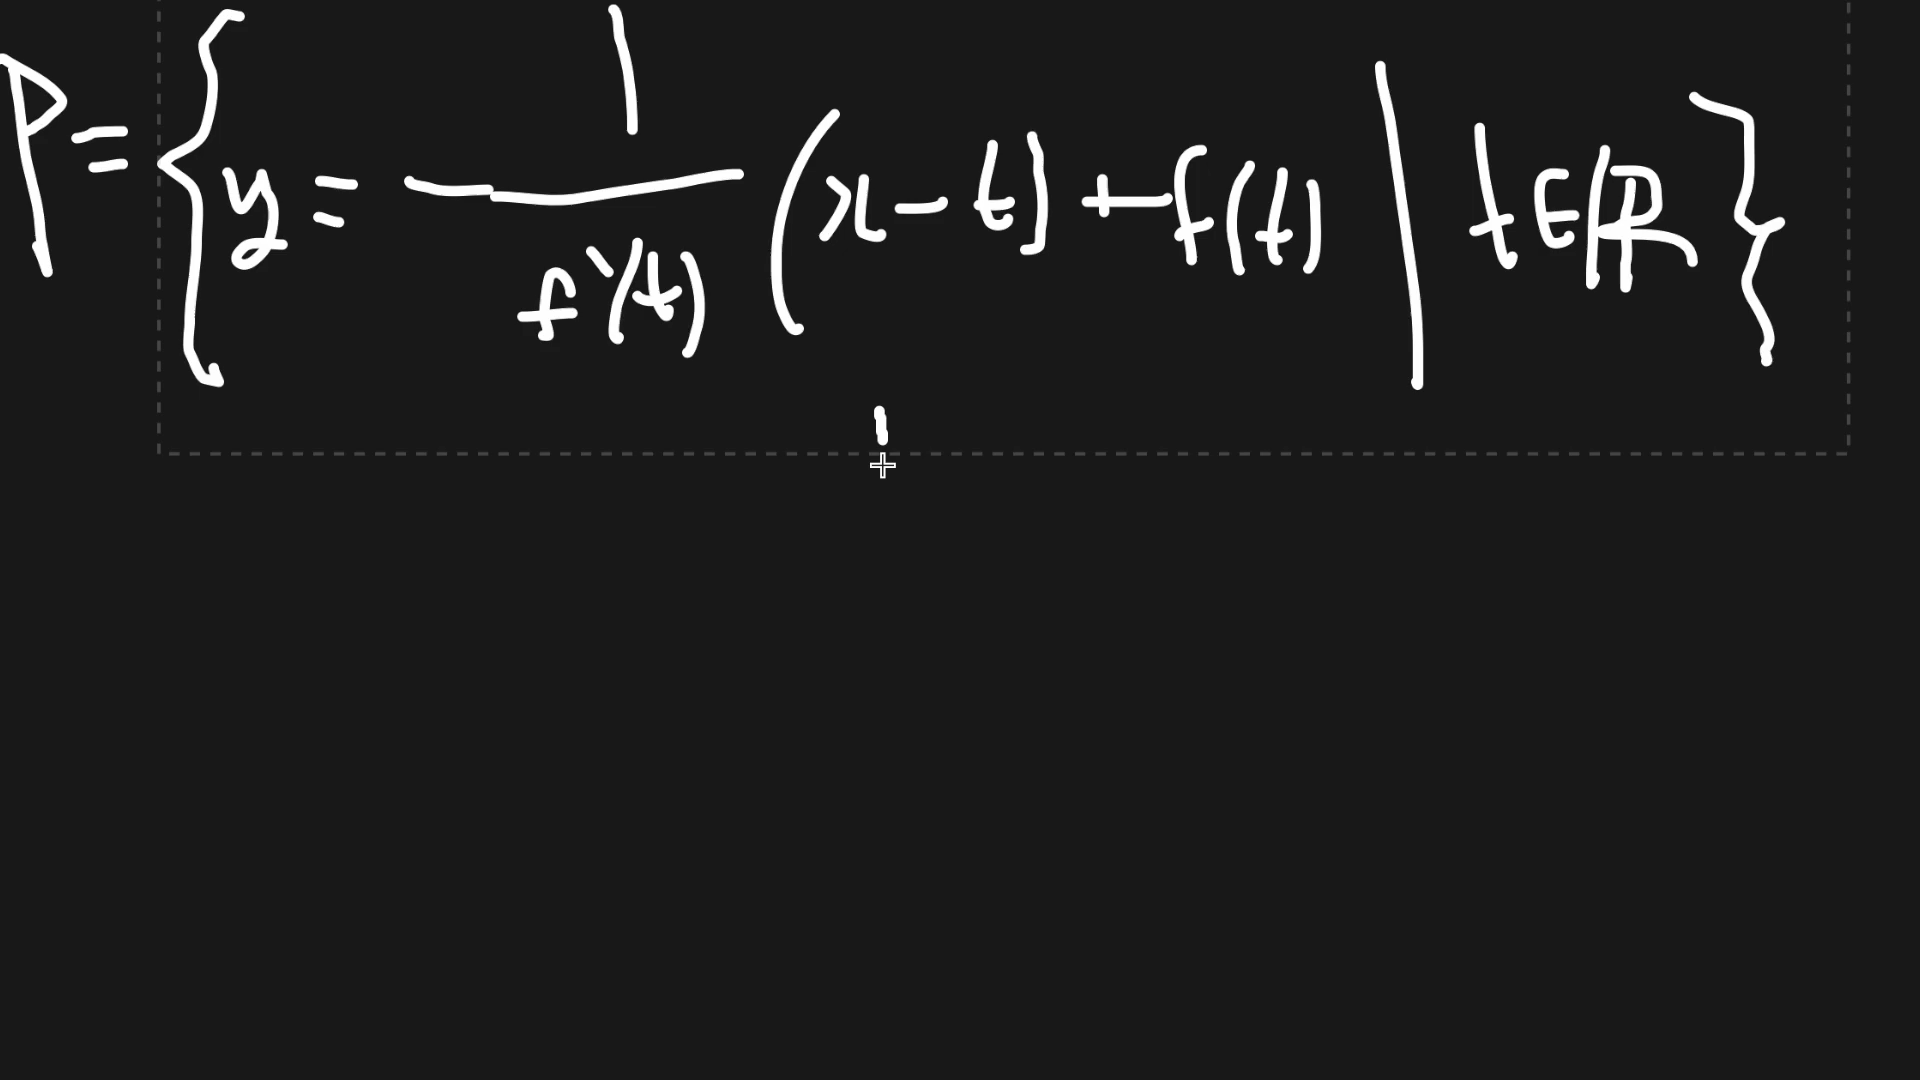 P = { y = 1/f'(t) (x - t) + f(t) | t ∈ ℝ }